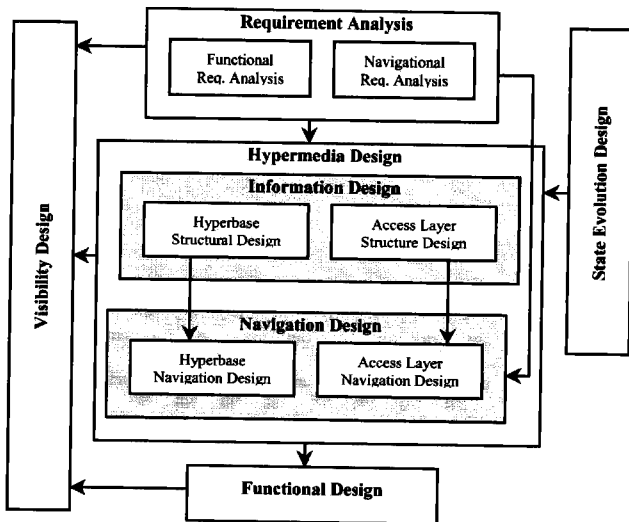 Requirement Analysis
Functional
Req. Analysis
Navigational
Req. Analysis
Hypermedia Design
Information Design
Hyperbase
Structural Design
Access Layer
Structure Design
Navigation Design
Hyperbase
Navigation Design
Access Layer
Navigation Design
Functional Design
Visibility Design
State Evolution Design